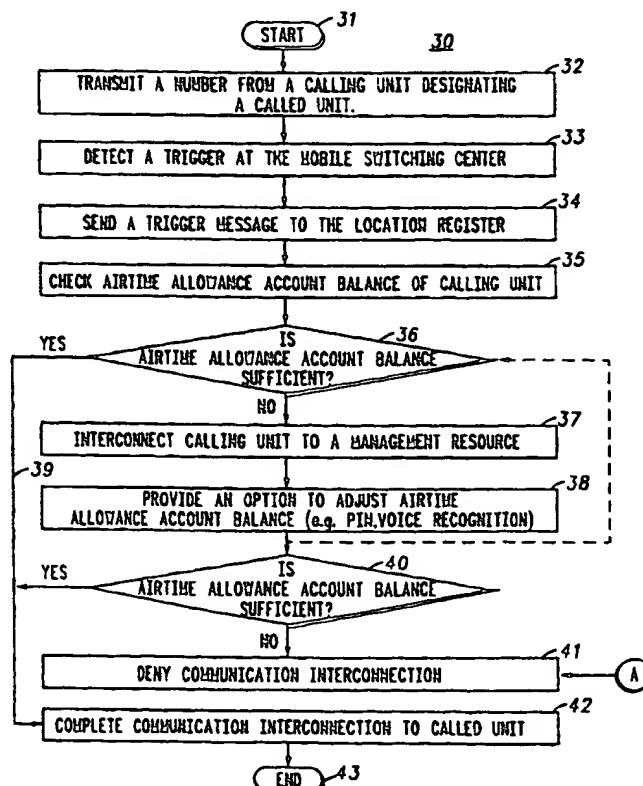 START 31
30
32
TRANSMIT A NUMBER FROM A CALLING UNIT DESIGNATING
A CALLED UNIT.
33
DETECT A TRIGGER AT THE MOBILE SWITCHING CENTER
34
SEND A TRIGGER MESSAGE TO THE LOCATION REGISTER
35
CHECK AIRTIME ALLOWANCE ACCOUNT BALANCE OF CALLING UNIT
36
YES
IS
AIRTIME ALLOWANCE ACCOUNT BALANCE
SUFFICIENT?
NO
37
INTERCONNECT CALLING UNIT TO A MANAGEMENT RESOURCE
39
38
PROVIDE AN OPTION TO ADJUST AIRTIME
ALLOWANCE ACCOUNT BALANCE (e.g. PIN,VOICE RECOGNITION)
40
YES
IS
AIRTIME ALLOWANCE ACCOUNT BALANCE
SUFFICIENT?
NO
41
DENY COMMUNICATION INTERCONNECTION
A
42
COMPLETE COMMUNICATION INTERCONNECTION TO CALLED UNIT
END 43